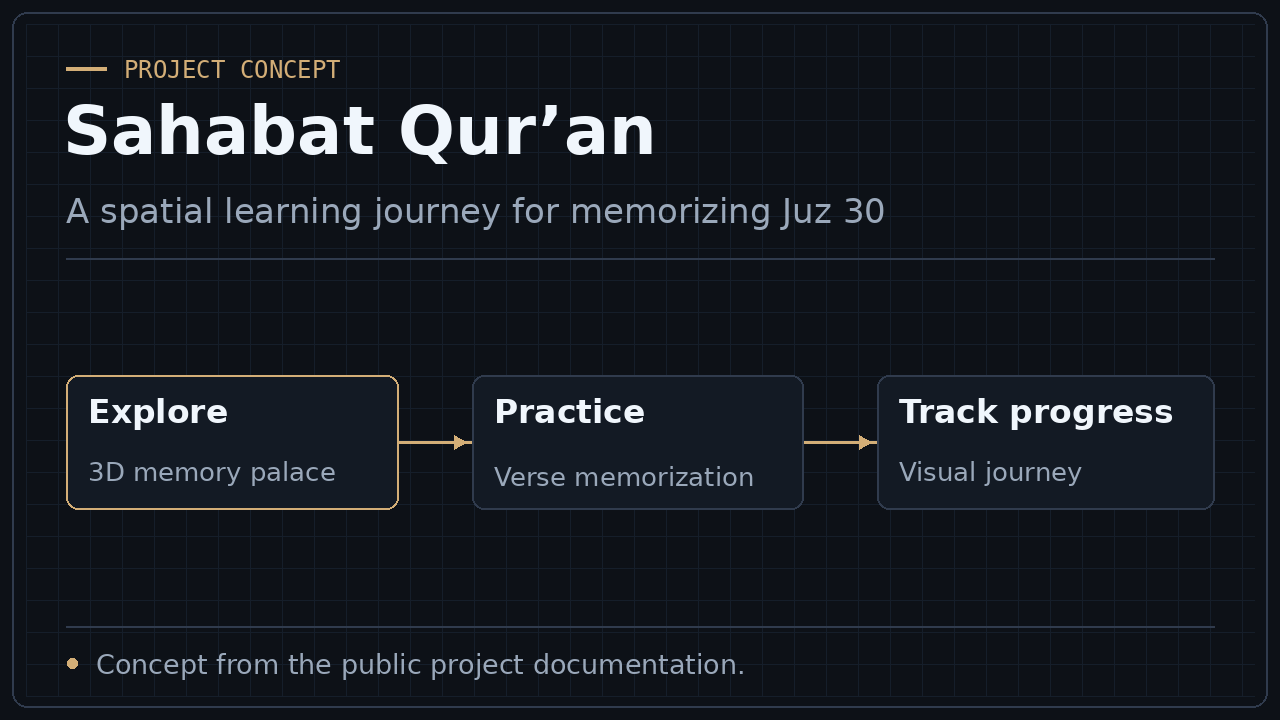 PROJECT CONCEPT
Sahabat Qur’an
A spatial learning journey for memorizing Juz 30
Explore
3D memory palace
Practice
Verse memorization
Track progress
Visual journey
Concept from the public project documentation.